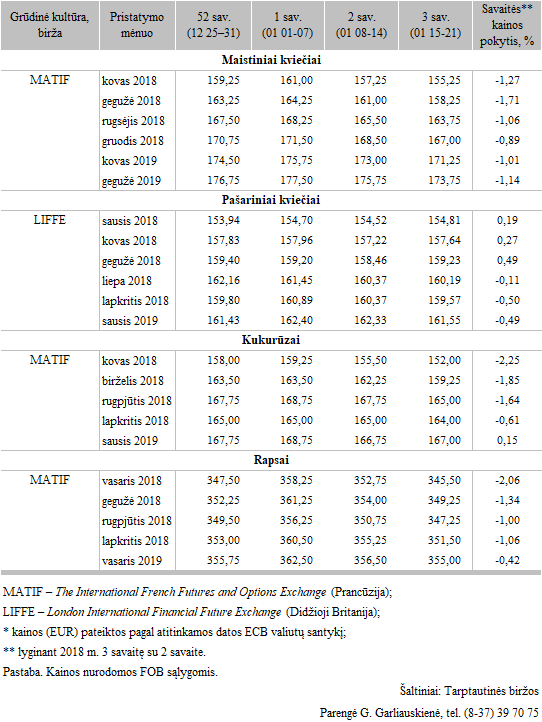 Grūdinė kultūra, birža Pristatymo mėnuo 52 sav. (12 25–31) 1 sav. (01 01-07) 2 sav. (01 08-14) 3 sav. (01 15-21) Savaitės** kainos pokytis, %
Maistiniai kviečiai
MATIF kovas 2018 159,25 161,00 157,25 155,25 -1,27
gegužė 2018 163,25 164,25 161,00 158,25 -1,71
rugsėjis 2018 167,50 168,25 165,50 163,75 -1,06
gruodis 2018 170,75 171,50 168,50 167,00 -0,89
kovas 2019 174,50 175,75 173,00 171,25 -1,01
gegužė 2019 176,75 177,50 175,75 173,75 -1,14
Pašariniai kviečiai
LIFFE sausis 2018 153,94 154,70 154,52 154,81 0,19
kovas 2018 157,83 157,96 157,22 157,64 0,27
gegužė 2018 159,40 159,20 158,46 159,23 0,49
liepa 2018 162,16 161,45 160,37 160,19 -0,11
lapkritis 2018 159,80 160,89 160,37 159,57 -0,50
sausis 2019 161,43 162,40 162,33 161,55 -0,49
Kukurūzai
MATIF kovas 2018 158,00 159,25 155,50 152,00 -2,25
birželis 2018 163,50 163,50 162,25 159,25 -1,85
rugpjūtis 2018 167,75 168,75 167,75 165,00 -1,64
lapkritis 2018 165,00 165,00 165,00 164,00 -0,61
sausis 2019 167,75 168,75 166,75 167,00 0,15
Rapsai
MATIF vasaris 2018 347,50 358,25 352,75 345,50 -2,06
gegužė 2018 352,25 361,25 354,00 349,25 -1,34
rugpjūtis 2018 349,50 356,25 350,75 347,25 -1,00
lapkritis 2018 353,00 360,50 355,25 351,50 -1,06
vasaris 2019 355,75 362,50 356,50 355,00 -0,42
MATIF – The International French Futures and Options Exchange (Prancūzija);
LIFFE – London International Financial Future Exchange (Didžioji Britanija);
* kainos (EUR) pateiktos pagal atitinkamos datos ECB valiutų santykį;
** lyginant 2018 m. 3 savaitę su 2 savaite.
Pastaba. Kainos nurodomos FOB sąlygomis.
Šaltiniai: Tarptautinės biržos
Parengė G. Garliauskienė, tel. (8-37) 39 70 75